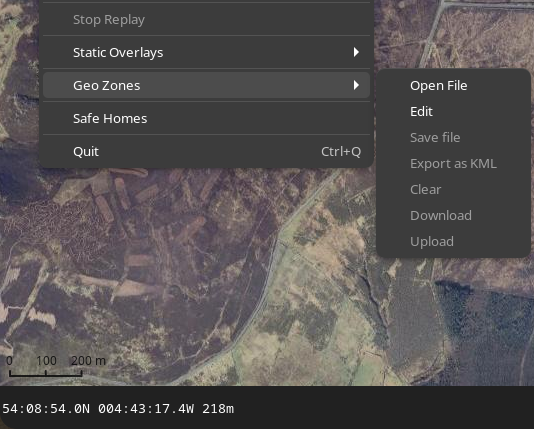 Stop Replay
Static Overlays
Geo Zones
Safe Homes
Quit Ctrl+Q
Open File
Edit
Save file
Export as KML
Clear
Download
Upload
0 100 200 m
54:08:54.0N 004:43:17.4W 218m